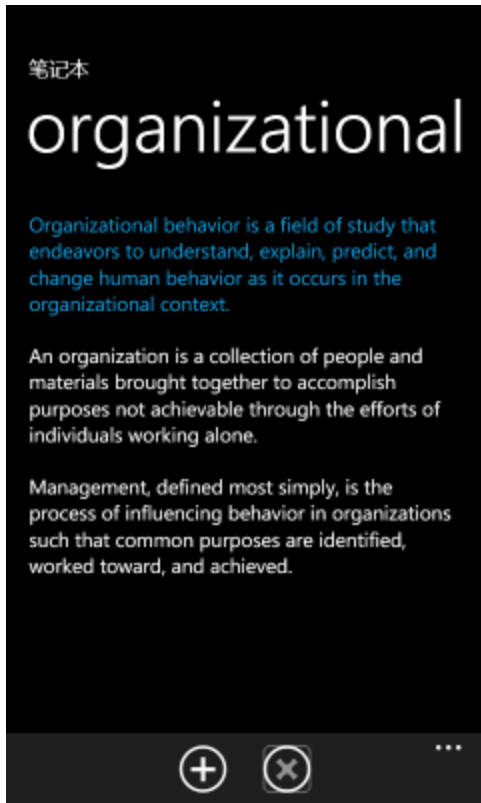 笔记本
organizational
Organizational behavior is a field of study that
endeavors to understand, explain, predict, and
change human behavior as it occurs in the
organizational context.
An organization is a collection of people and
materials brought together to accomplish
purposes not achievable through the efforts of
individuals working alone.
Management, defined most simply, is the
process of influencing behavior in organizations
such that common purposes are identified,
worked toward, and achieved.